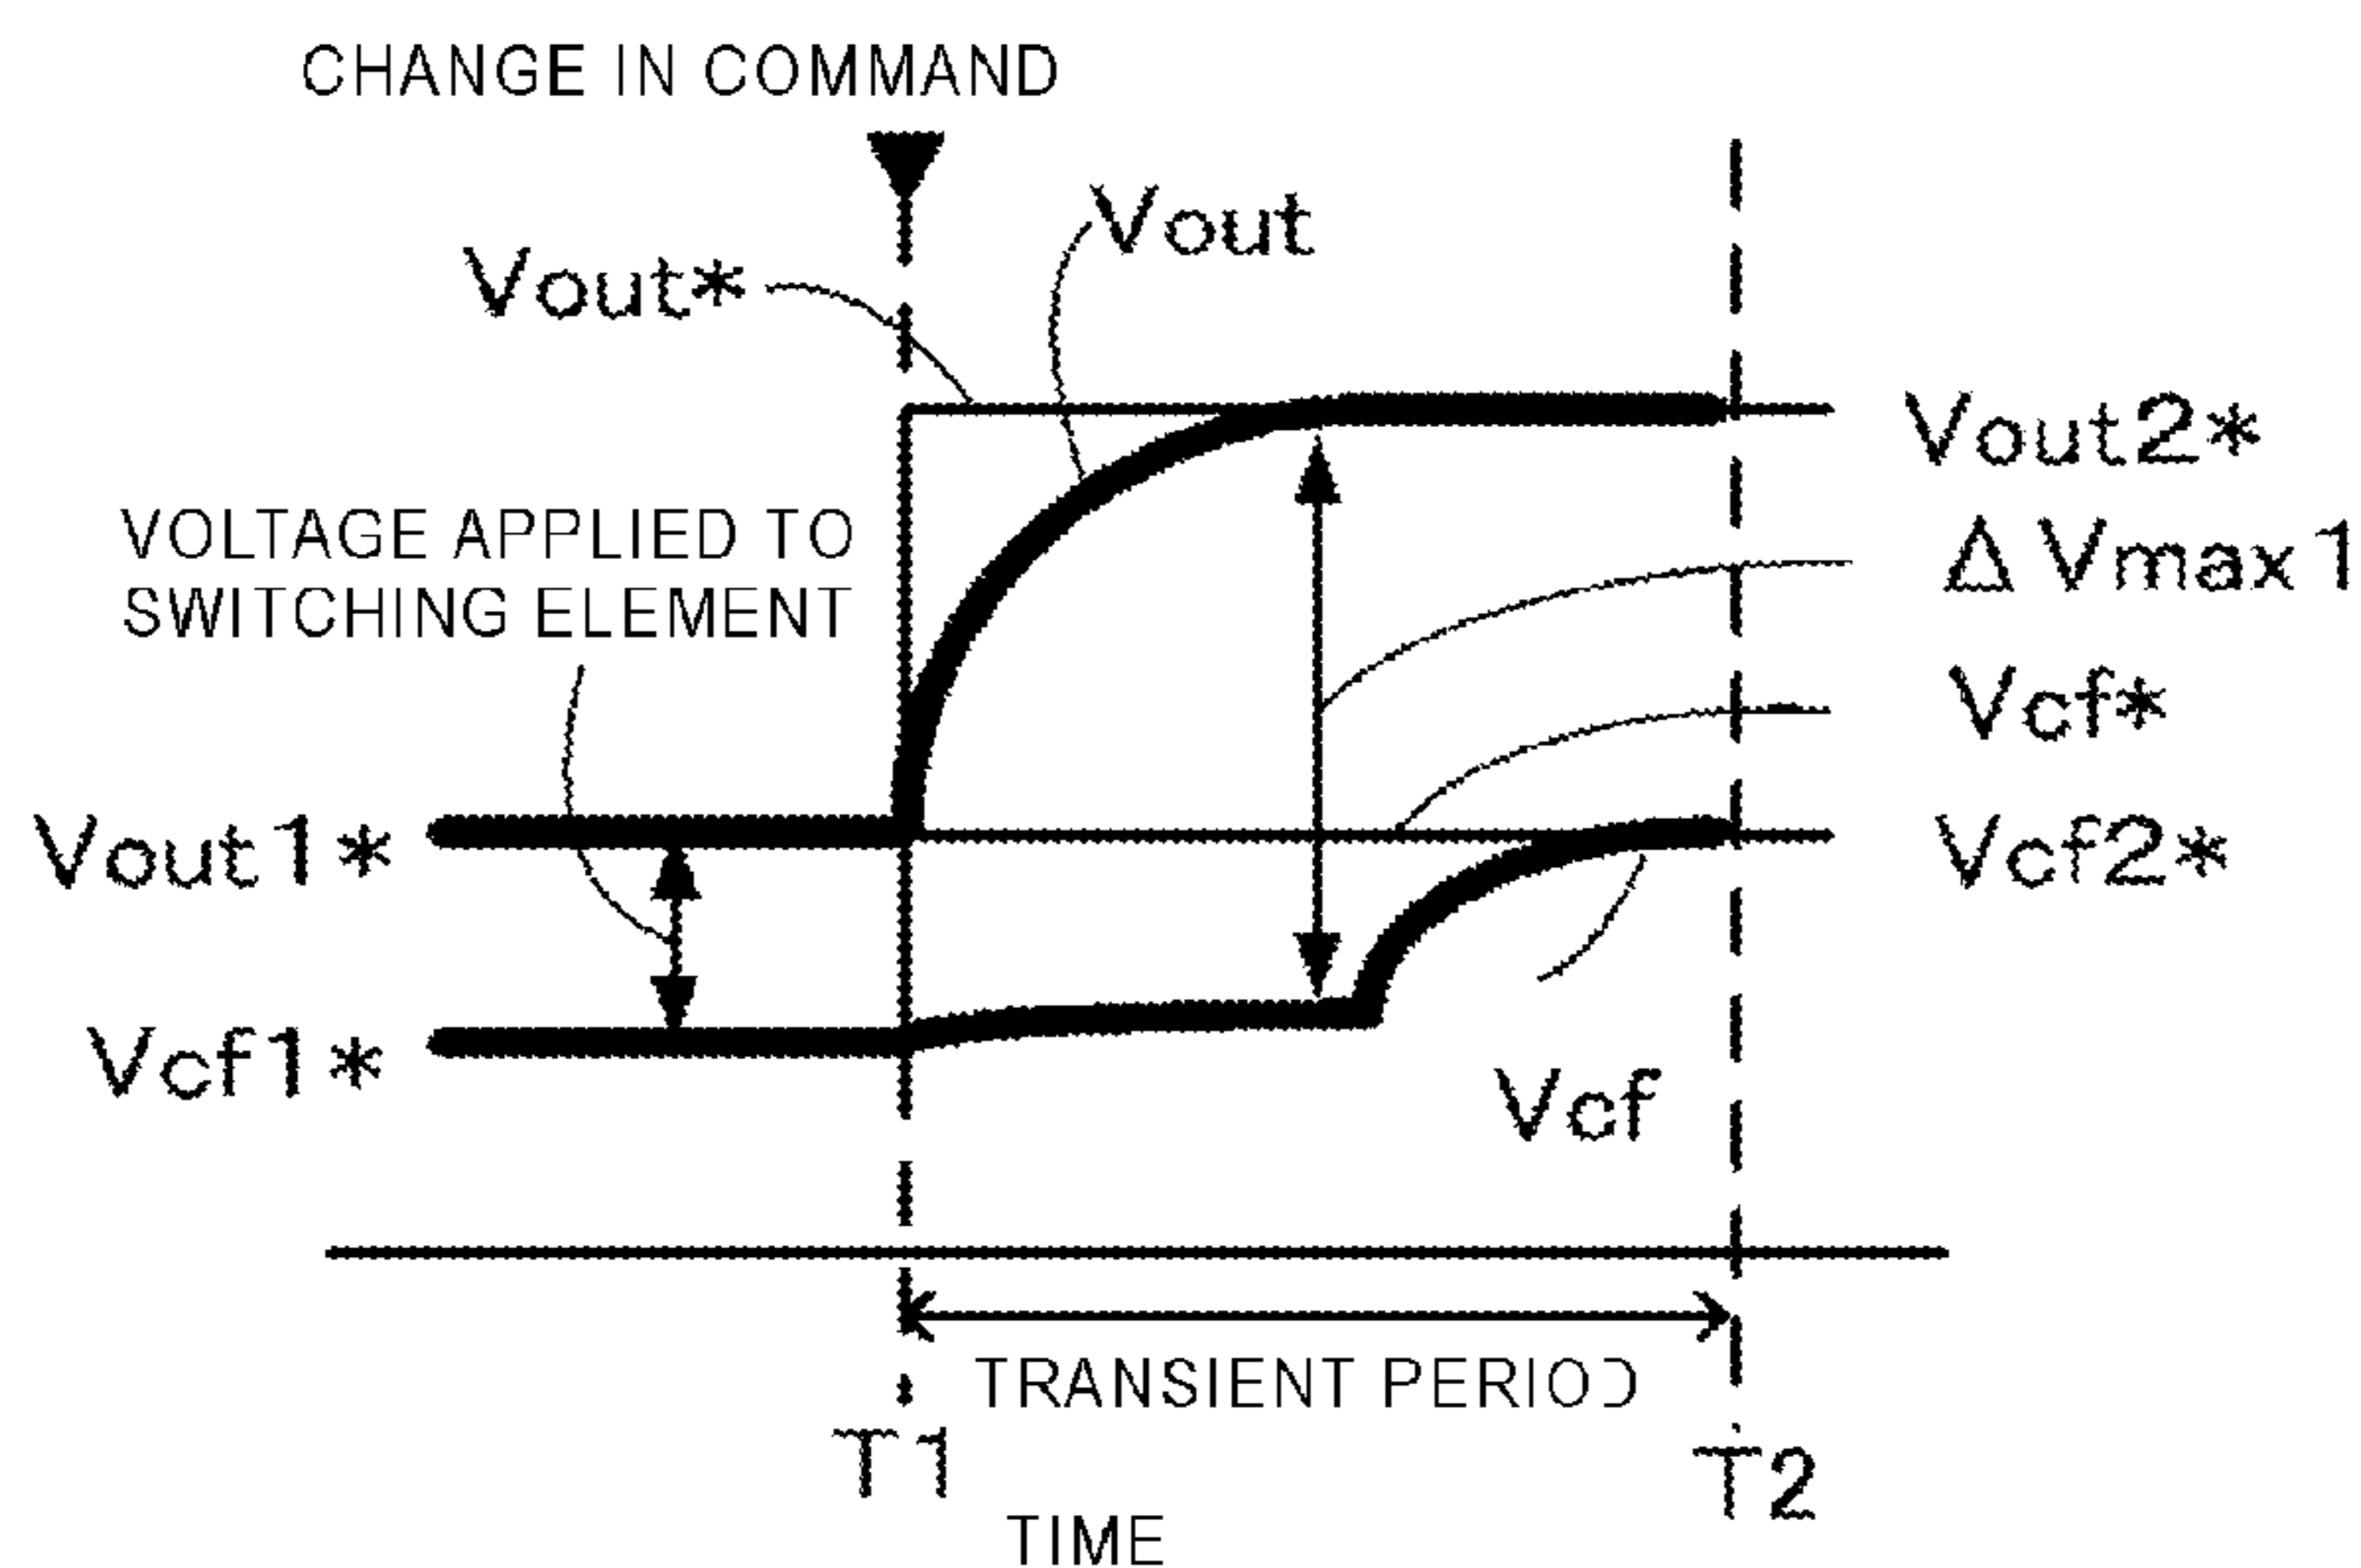 CHANGE IN COMMAND
Vout
Vout*
Vout2*
VOLTAGE APPLIED TO
SWITCHING ELEMENT
Δ Vmax1
Vcf*
Vout1*
Vcf2*
Vcf1*
Vcf
TRANSIENT PERIOD
T1
T2
TIME